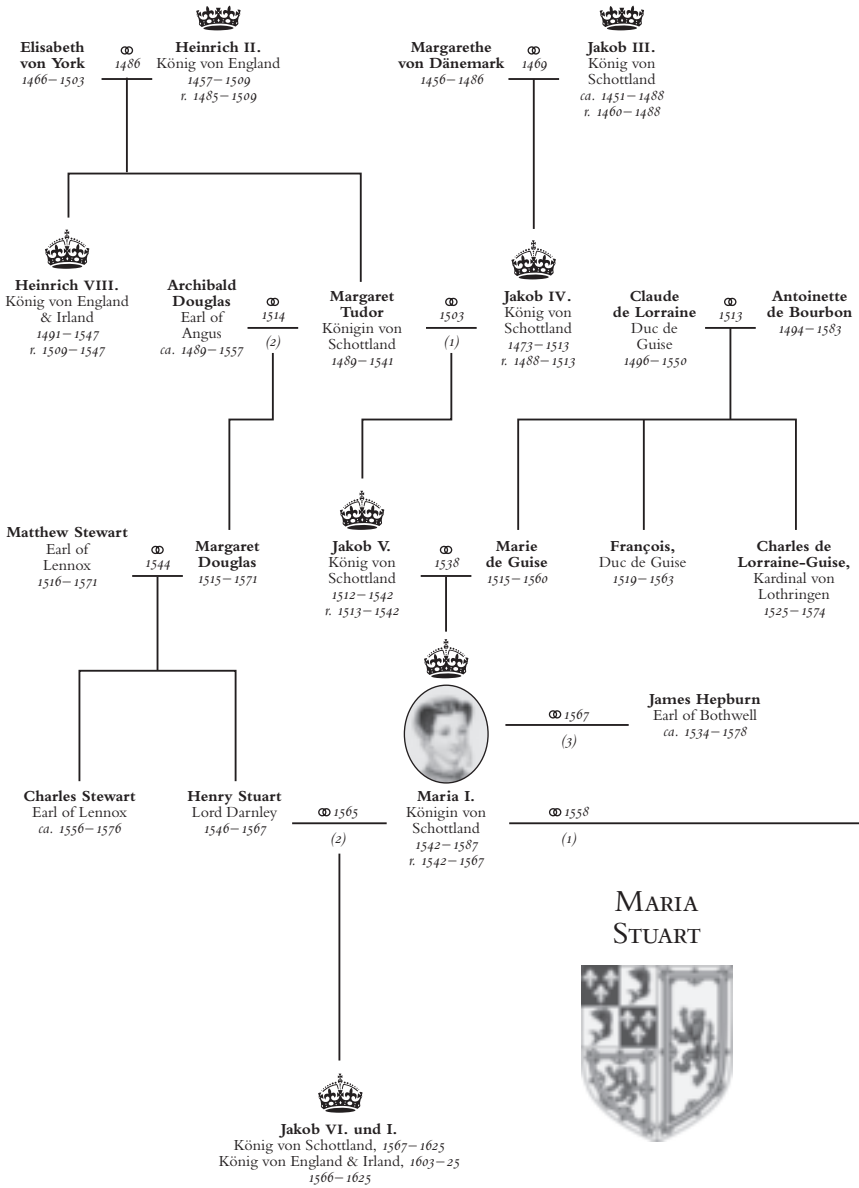 Elisabeth
von York
1466–1503
⚭
1486
Heinrich II.
König von England
1457–1509
r. 1485–1509
Margarethe
von Dänemark
1456–1486
⚭
1469
Jakob III.
König von
Schottland
ca. 1451–1488
r. 1460–1488
Heinrich VIII.
König von England
& Irland
1491–1547
r. 1509–1547
Archibald
Douglas
Earl of
Angus
ca. 1489–1557
⚭
1514
(2)
Margaret
Tudor
Königin von
Schottland
1489–1541
⚭
1503
(1)
Jakob IV.
König von
Schottland
1473–1513
r. 1488–1513
Claude
de Lorraine
Duc de
Guise
1496–1550
⚭
1513
Antoinette
de Bourbon
1494–1583
Matthew Stewart
Earl of
Lennox
1516–1571
⚭
1544
Margaret
Douglas
1515–1571
Jakob V.
König von
Schottland
1512–1542
r. 1513–1542
⚭
1538
Marie
de Guise
1515–1560
François,
Duc de Guise
1519–1563
Charles de
Lorraine-Guise,
Kardinal von
Lothringen
1525–1574
⚭ 1567
(3)
James Hepburn
Earl of Bothwell
ca. 1534–1578
Charles Stewart
Earl of Lennox
ca. 1556–1576
Henry Stuart
Lord Darnley
1546–1567
⚭ 1565
(2)
Maria I.
Königin von
Schottland
1542–1587
r. 1542–1567
⚭ 1558
(1)
Maria
Stuart
Jakob VI. und I.
König von Schottland, 1567–1625
König von England & Irland, 1603–25
1566–1625